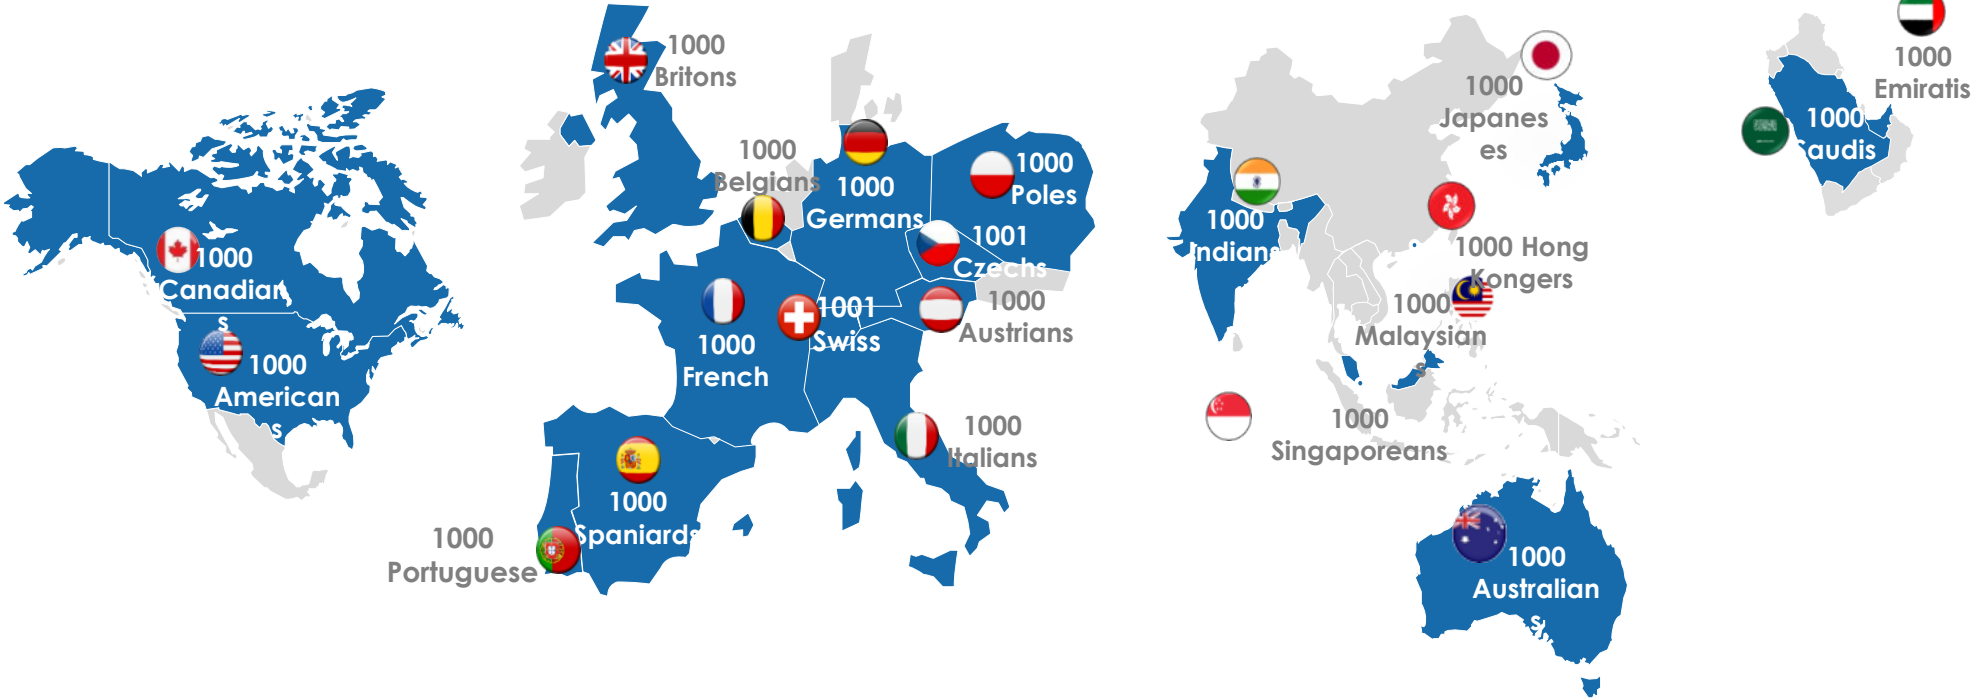 1000
Canadian
s
1000
American
s
1000
Britons
1000
Belgians
1000
Germans
1000
Poles
1001
Czechs
1000
Austrians
1001
Swiss
1000
French
1000
Italians
1000
Spaniards
1000
Portuguese
1000
Japanes
es
1000
Indians
1000 Hong
Kongers
1000
Malaysian
s
1000
Singaporeans
1000
Australian
s
1000
Saudis
1000
Emiratis